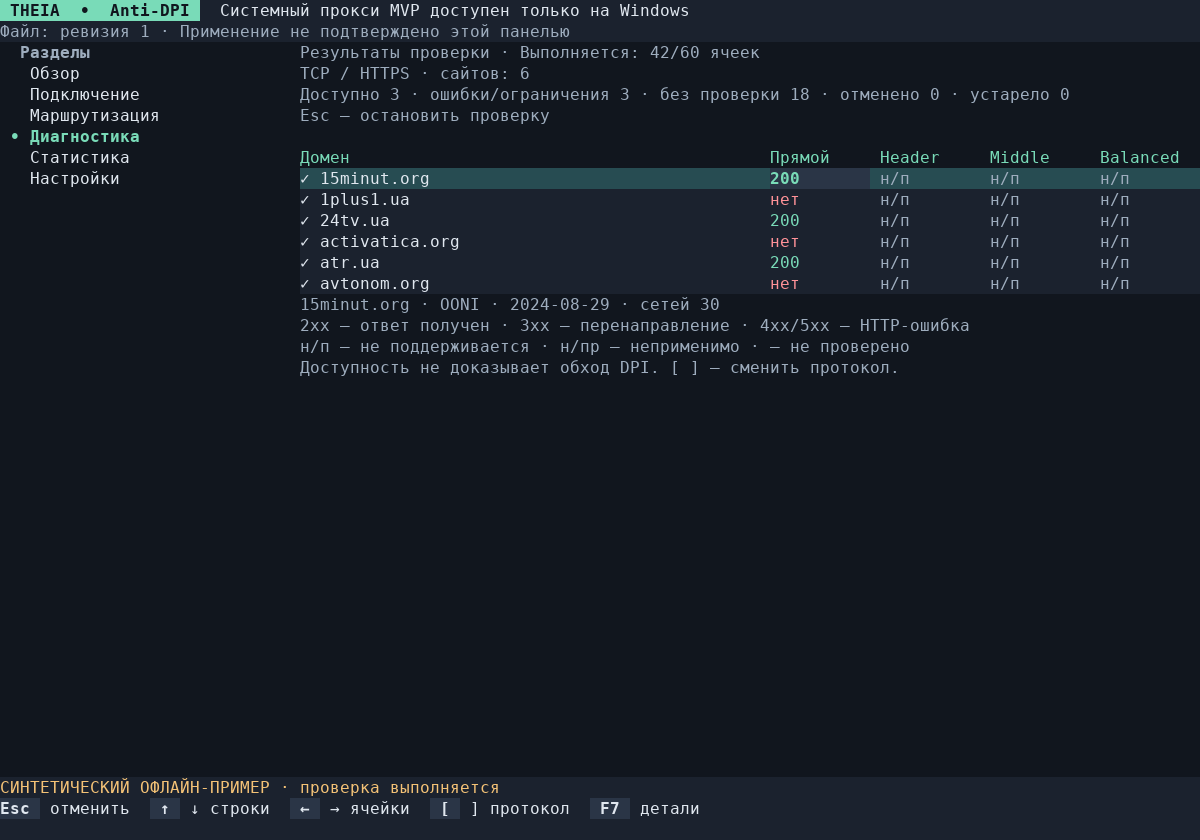 THEIA • Anti-DPI Системный прокси MVP доступен только на Windows
Файл: ревизия 1 · Применение не подтверждено этой панелью
Разделы
Обзор
Подключение
Маршрутизация
• Диагностика
Статистика
Настройки
Результаты проверки · Выполняется: 42/60 ячеек
TCP / HTTPS · сайтов: 6
Доступно 3 · ошибки/ограничения 3 · без проверки 18 · отменено 0 · устарело 0
Esc — остановить проверку
Домен Прямой Header Middle Balanced
✓ 15minut.org 200 н/п н/п н/п
✓ 1plus1.ua нет н/п н/п н/п
✓ 24tv.ua 200 н/п н/п н/п
✓ activatica.org нет н/п н/п н/п
✓ atr.ua 200 н/п н/п н/п
✓ avtonom.org нет н/п н/п н/п
15minut.org · OONI · 2024-08-29 · сетей 30
2xx — ответ получен · 3xx — перенаправление · 4xx/5xx — HTTP-ошибка
н/п — не поддерживается · н/пр — неприменимо · — не проверено
Доступность не доказывает обход DPI. [ ] — сменить протокол.
СИНТЕТИЧЕСКИЙ ОФЛАЙН-ПРИМЕР · проверка выполняется
Esc отменить ↑ ↓ строки ← → ячейки [ ] протокол F7 детали